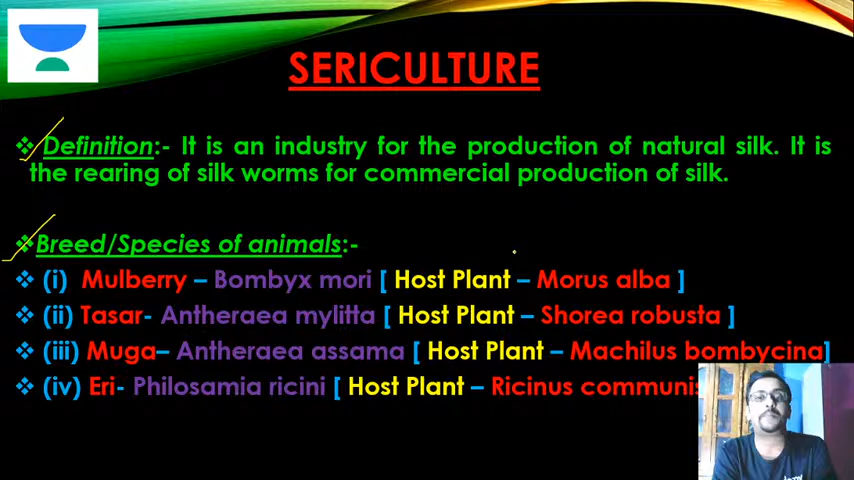 SERICULTURE
❖ Definition:- It is an industry for the production of natural silk. It is
the rearing of silk worms for commercial production of silk.
❖ Breed/Species of animals:-
❖ (i) Mulberry – Bombyx mori [ Host Plant – Morus alba ]
❖ (ii) Tasar- Antheraea mylitta [ Host Plant – Shorea robusta ]
❖ (iii) Muga– Antheraea assama [ Host Plant – Machilus bombycina]
❖ (iv) Eri- Philosamia ricini [ Host Plant – Ricinus communis